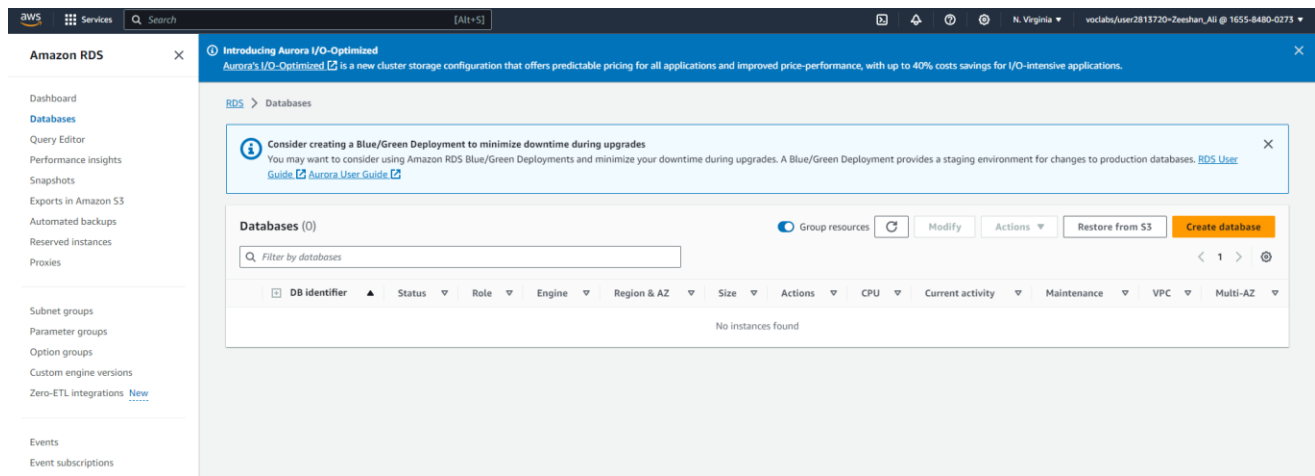 aws Services Search [Alt+S] N. Virginia voclabs/user2813720=Zeeshan_Ali @ 1655-8480-0273
Amazon RDS
Dashboard
Databases
Query Editor
Performance insights
Snapshots
Exports in Amazon S3
Automated backups
Reserved instances
Proxies
Subnet groups
Parameter groups
Option groups
Custom engine versions
Zero-ETL integrations New
Events
Event subscriptions
Introducing Aurora I/O-Optimized
Aurora's I/O-Optimized is a new cluster storage configuration that offers predictable pricing for all applications and improved price-performance, with up to 40% costs savings for I/O-intensive applications.
RDS > Databases
Consider creating a Blue/Green Deployment to minimize downtime during upgrades
You may want to consider using Amazon RDS Blue/Green Deployments and minimize your downtime during upgrades. A Blue/Green Deployment provides a staging environment for changes to production databases. RDS User
Guide Aurora User Guide
Databases (0) Group resources Modify Actions Restore from S3 Create database
Filter by databases < 1 >
DB identifier Status Role Engine Region & AZ Size Actions CPU Current activity Maintenance VPC Multi-AZ
No instances found